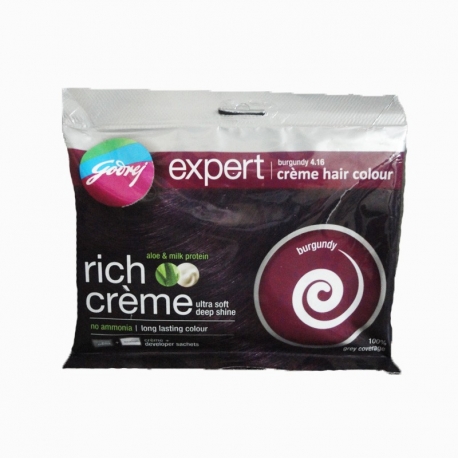 Godrej
expert
burgundy 4.16
crème hair colour
aloe & milk protein
rich
crème
ultra soft
deep shine
no ammonia | long lasting colour
crème +
developer sachets
burgundy
100%
grey coverage